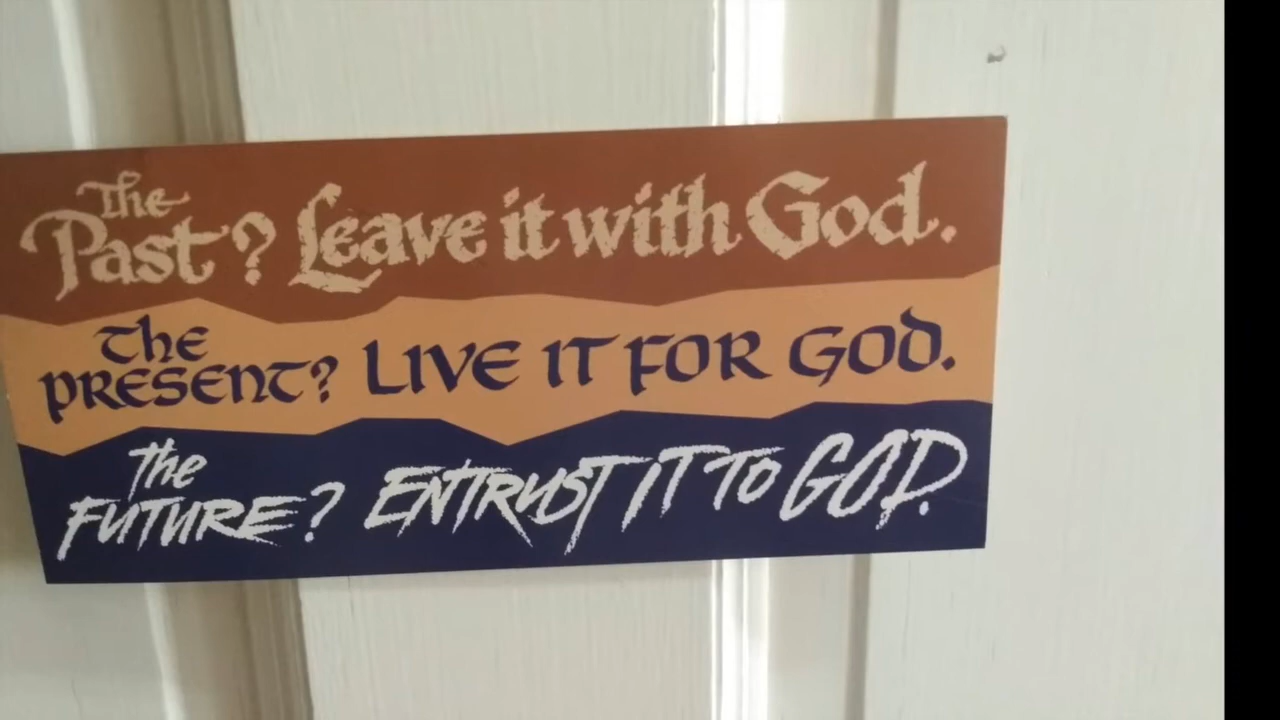 The Past? Leave it with God.
The PRESENT? LIVE IT FOR GOD.
the FUTURE? ENTRUST IT TO GOD.